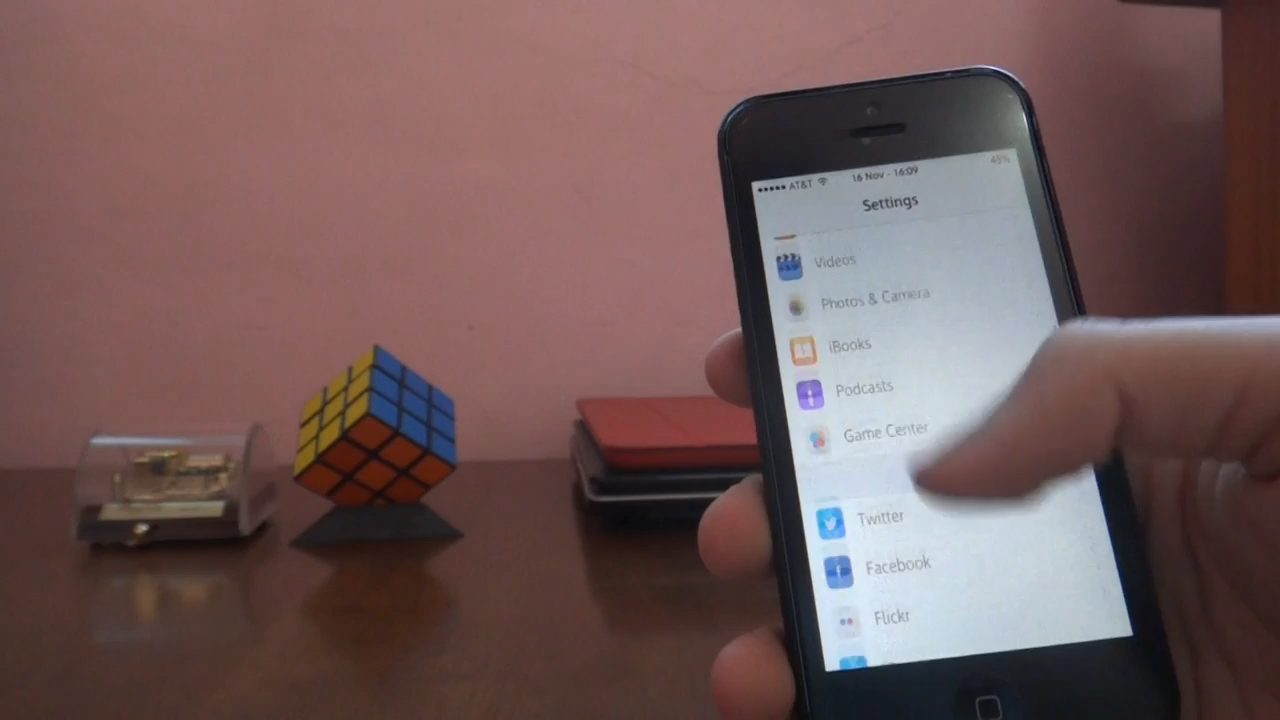 AT&T 16 Nov - 16:09 45%
Settings
Videos
Photos & Camera
iBooks
Podcasts
Game Center
Twitter
Facebook
Flickr